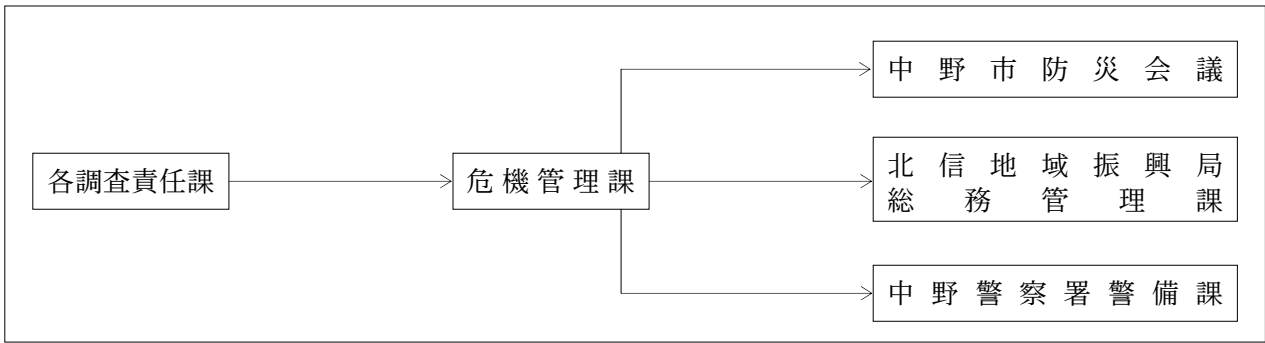 中野市防災会議
各調査責任課
危機管理課
北信地域振興局
総務管理課
中野警察署警備課